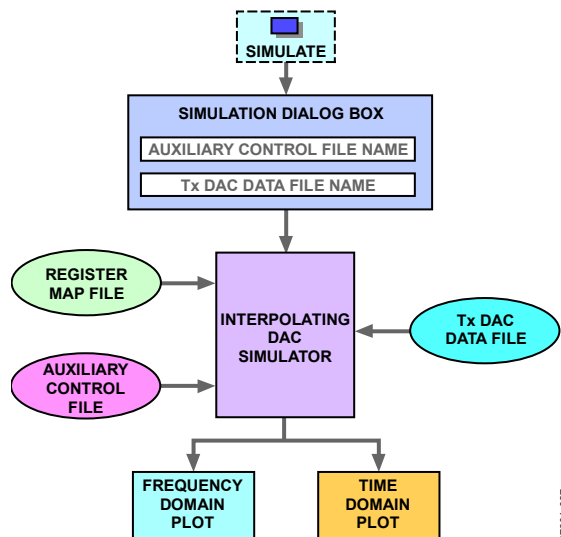 SIMULATE
SIMULATION DIALOG BOX
AUXILIARY CONTROL FILE NAME
Tx DAC DATA FILE NAME
REGISTER
MAP FILE
INTERPOLATING
DAC
SIMULATOR
Tx DAC
DATA FILE
AUXILIARY
CONTROL
FILE
FREQUENCY
DOMAIN
PLOT
TIME
DOMAIN
PLOT